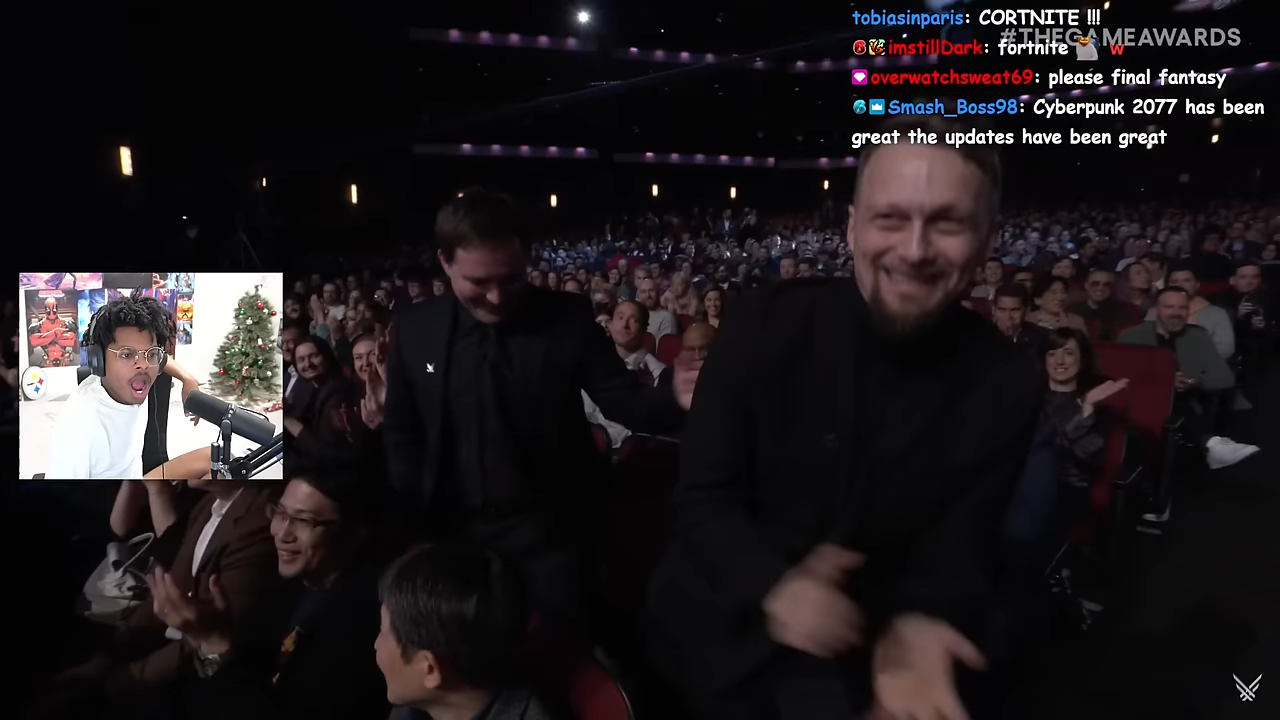 tobiasinparis: CORTNITE !!!
#THEGAMEAWARDS
imstillDark: fortnite w
overwatchsweat69: please final fantasy
Smash_Boss98: Cyberpunk 2077 has been
great the updates have been great